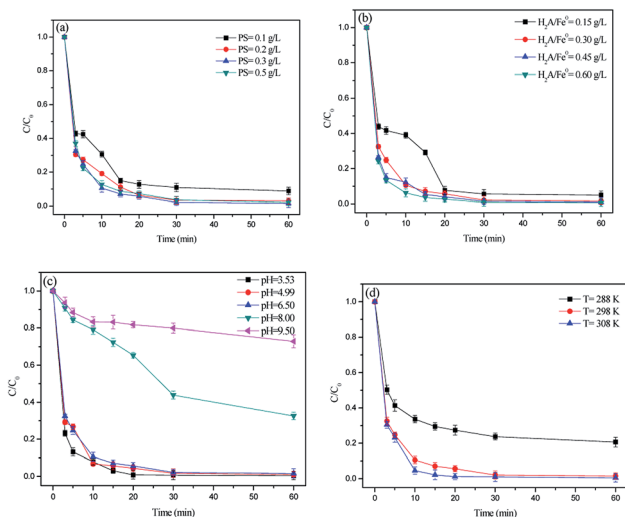 (a)
PS= 0.1 g/L
PS= 0.2 g/L
PS= 0.3 g/L
PS= 0.5 g/L
C/C₀
1.0
0.8
0.6
0.4
0.2
0.0
0 10 20 30 40 50 60
Time (min)
(b)
H₂A/Fe⁰= 0.15 g/L
H₂A/Fe⁰= 0.30 g/L
H₂A/Fe⁰= 0.45 g/L
H₂A/Fe⁰= 0.60 g/L
C/C₀
1.0
0.8
0.6
0.4
0.2
0.0
0 10 20 30 40 50 60
Time (min)
(c)
pH=3.53
pH=4.99
pH=6.50
pH=8.00
pH=9.50
C/C₀
1.0
0.8
0.6
0.4
0.2
0.0
0 10 20 30 40 50 60
Time (min)
(d)
T= 288 K
T= 298 K
T= 308 K
C/C₀
1.0
0.8
0.6
0.4
0.2
0.0
0 10 20 30 40 50 60
Time (min)